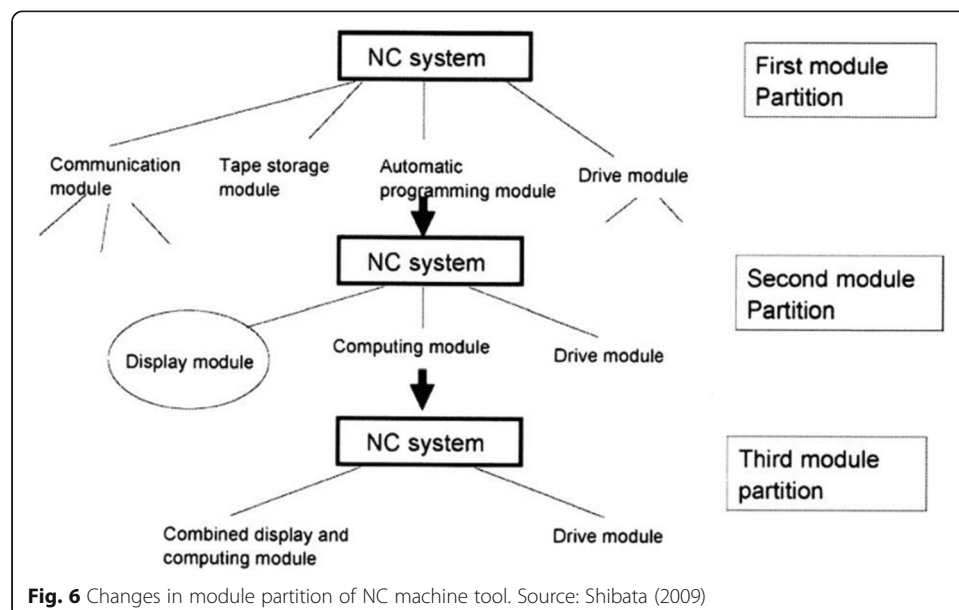 NC system
First module
Partition
Communication
module
Tape storage
module
Automatic
programming module
Drive module
NC system
Second module
Partition
Display module
Computing module
Drive module
NC system
Third module
partition
Combined display and
computing module
Drive module
Fig. 6 Changes in module partition of NC machine tool. Source: Shibata (2009)